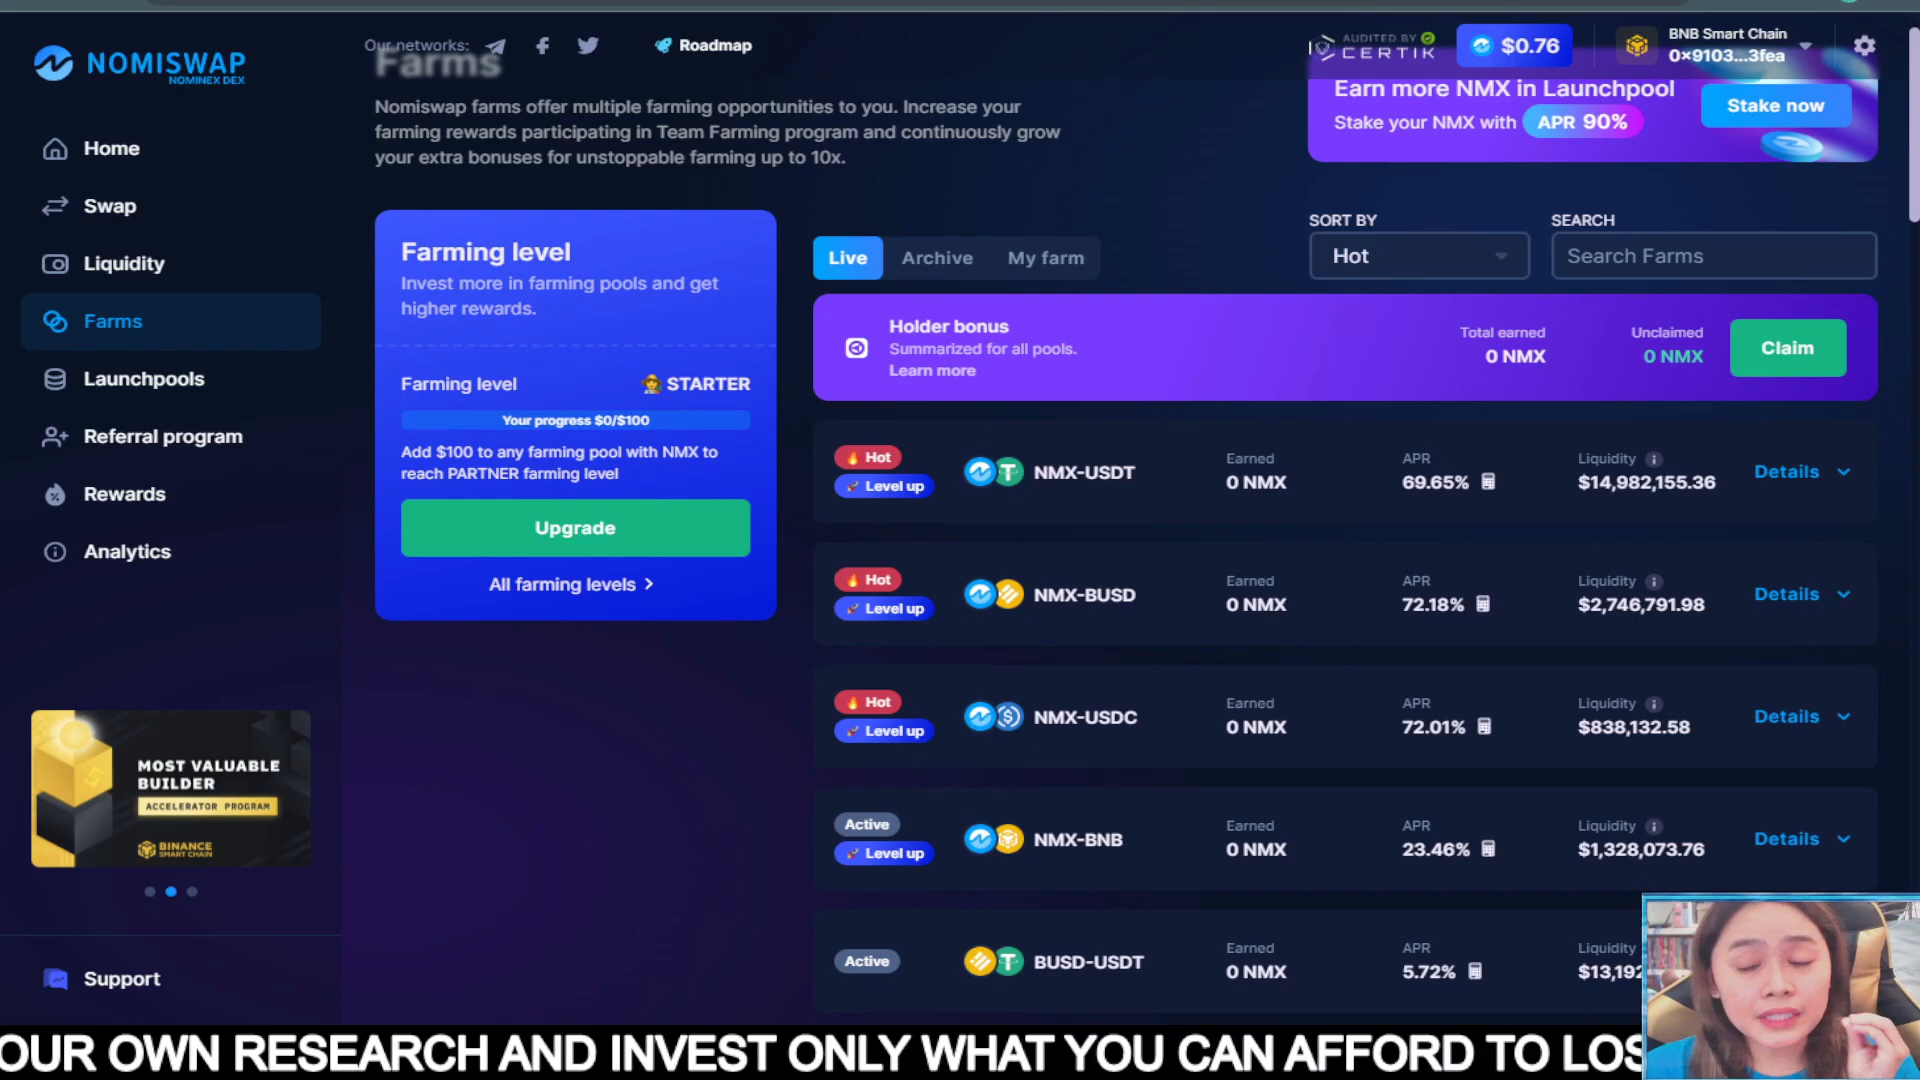 NOMISWAP
NOMINEX DEX
Our networks:
Roadmap
AUDITED BY
CERTIK
$0.76
BNB Smart Chain
0×9103...3fea
Home
Swap
Liquidity
Farms
Launchpools
Referral program
Rewards
Analytics
MOST VALUABLE
BUILDER
ACCELERATOR PROGRAM
BINANCE
SMART CHAIN
Support
Farms
Nomiswap farms offer multiple farming opportunities to you. Increase your
farming rewards participating in Team Farming program and continuously grow
your extra bonuses for unstoppable farming up to 10x.
Earn more NMX in Launchpool
Stake your NMX with APR 90%
Stake now
Farming level
Invest more in farming pools and get
higher rewards.
Farming level STARTER
Your progress $0/$100
Add $100 to any farming pool with NMX to
reach PARTNER farming level
Upgrade
All farming levels
Live Archive My farm
SORT BY
Hot
SEARCH
Search Farms
Holder bonus
Summarized for all pools.
Learn more
Total earned
0 NMX
Unclaimed
0 NMX
Claim
Hot
Level up
NMX-USDT
Earned
0 NMX
APR
69.65%
Liquidity
$14,982,155.36
Details
Hot
Level up
NMX-BUSD
Earned
0 NMX
APR
72.18%
Liquidity
$2,746,791.98
Details
Hot
Level up
NMX-USDC
Earned
0 NMX
APR
72.01%
Liquidity
$838,132.58
Details
Active
Level up
NMX-BNB
Earned
0 NMX
APR
23.46%
Liquidity
$1,328,073.76
Details
Active
BUSD-USDT
Earned
0 NMX
APR
5.72%
Liquidity
$13,192
OUR OWN RESEARCH AND INVEST ONLY WHAT YOU CAN AFFORD TO LOS